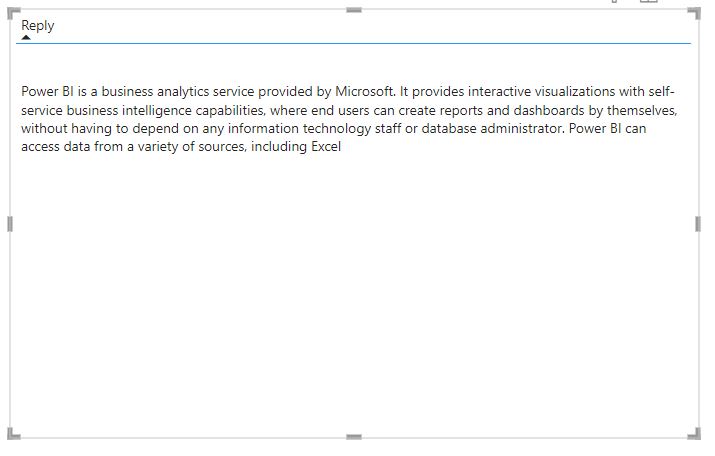 Reply
Power BI is a business analytics service provided by Microsoft. It provides interactive visualizations with self-
service business intelligence capabilities, where end users can create reports and dashboards by themselves,
without having to depend on any information technology staff or database administrator. Power BI can
access data from a variety of sources, including Excel